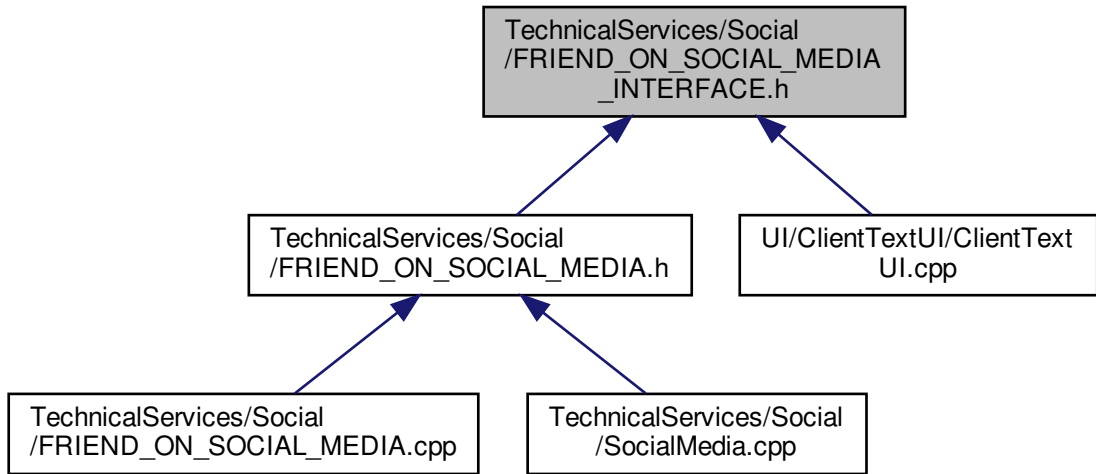 TechnicalServices/Social
/FRIEND_ON_SOCIAL_MEDIA
_INTERFACE.h
TechnicalServices/Social
/FRIEND_ON_SOCIAL_MEDIA.h
UI/ClientTextUI/ClientText
UI.cpp
TechnicalServices/Social
/FRIEND_ON_SOCIAL_MEDIA.cpp
TechnicalServices/Social
/SocialMedia.cpp